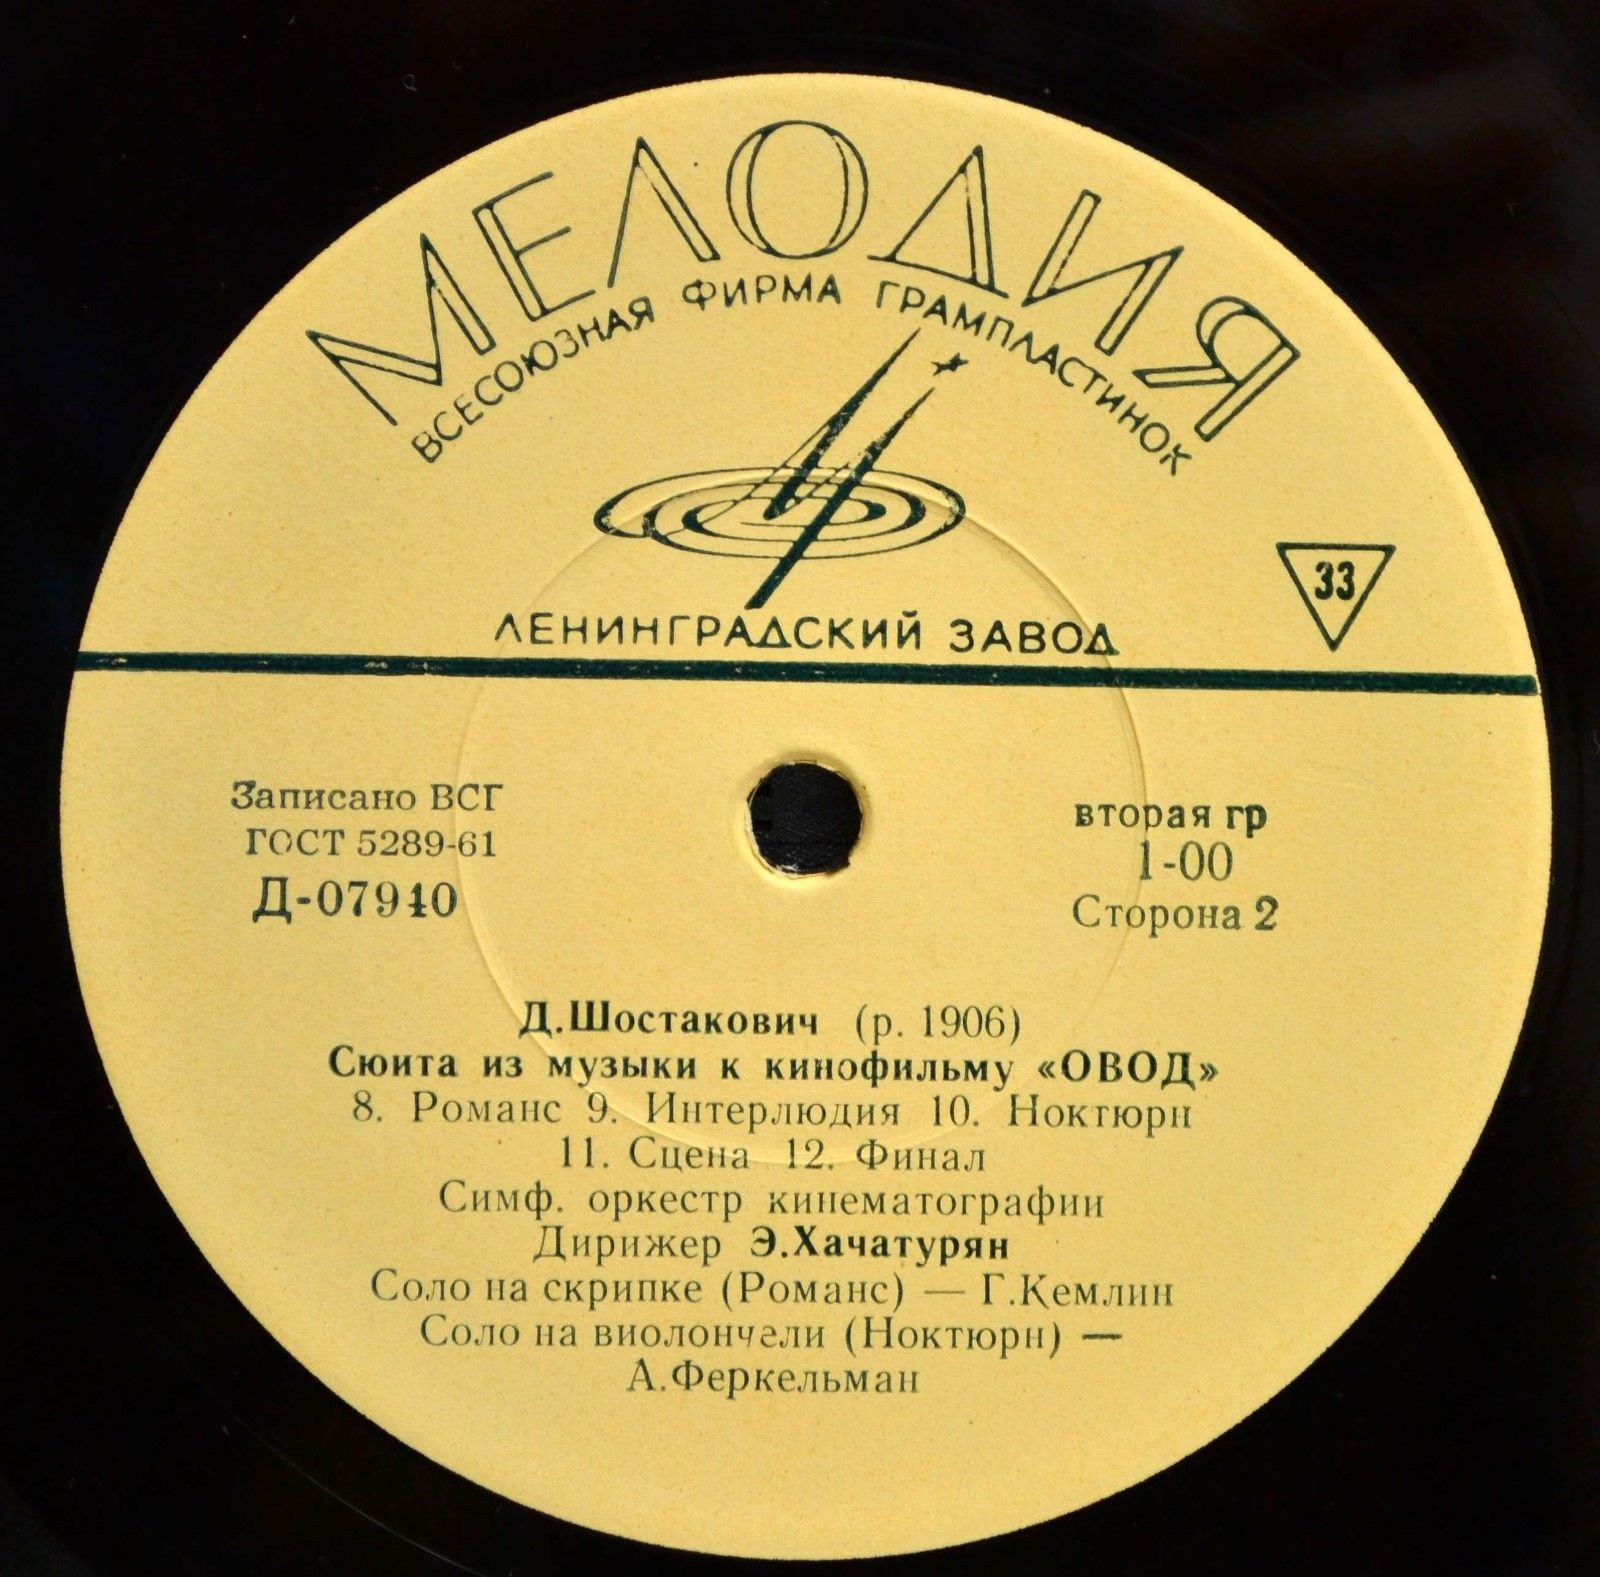 МЕЛОДИЯ
ВСЕСОЮЗНАЯ ФИРМА ГРАМПЛАСТИНОК
33
ЛЕНИНГРАДСКИЙ ЗАВОД
Записано ВСГ
ГОСТ 5289-61
Д-07940
вторая гр
1-00
Сторона 2
Д.Шостакович (р. 1906)
Сюита из музыки к кинофильму «ОВОД»
8. Романс 9. Интерлюдия 10. Ноктюрн
11. Сцена 12. Финал
Симф. оркестр кинематографии
Дирижер Э.Хачатурян
Соло на скрипке (Романс) — Г.Кемлин
Соло на виолончели (Ноктюрн) —
А.Феркельман